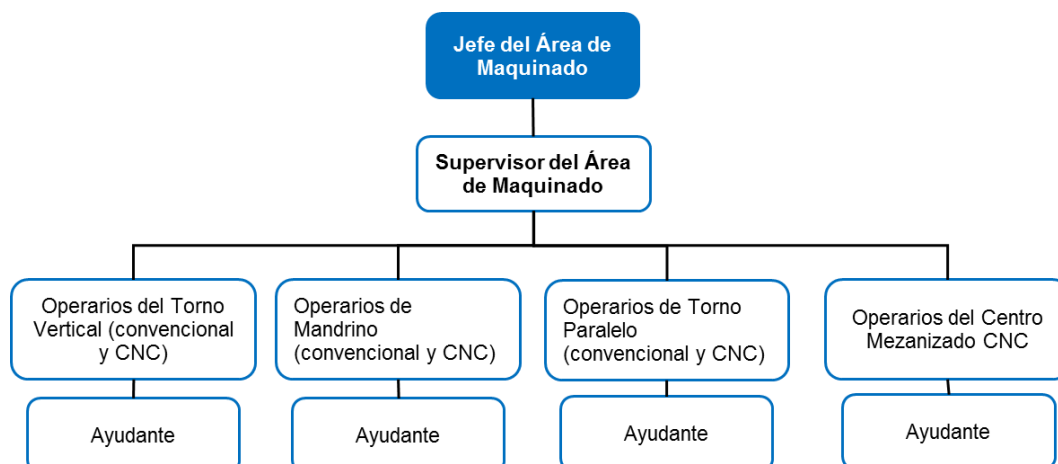 Jefe del Área de
Maquinado
Supervisor del Área
de Maquinado
Operarios del Torno
Vertical (convencional
y CNC)
Operarios de
Mandrino
(convencional y CNC)
Operarios de Torno
Paralelo
(convencional y CNC)
Operarios del Centro
Mezanizado CNC
Ayudante
Ayudante
Ayudante
Ayudante